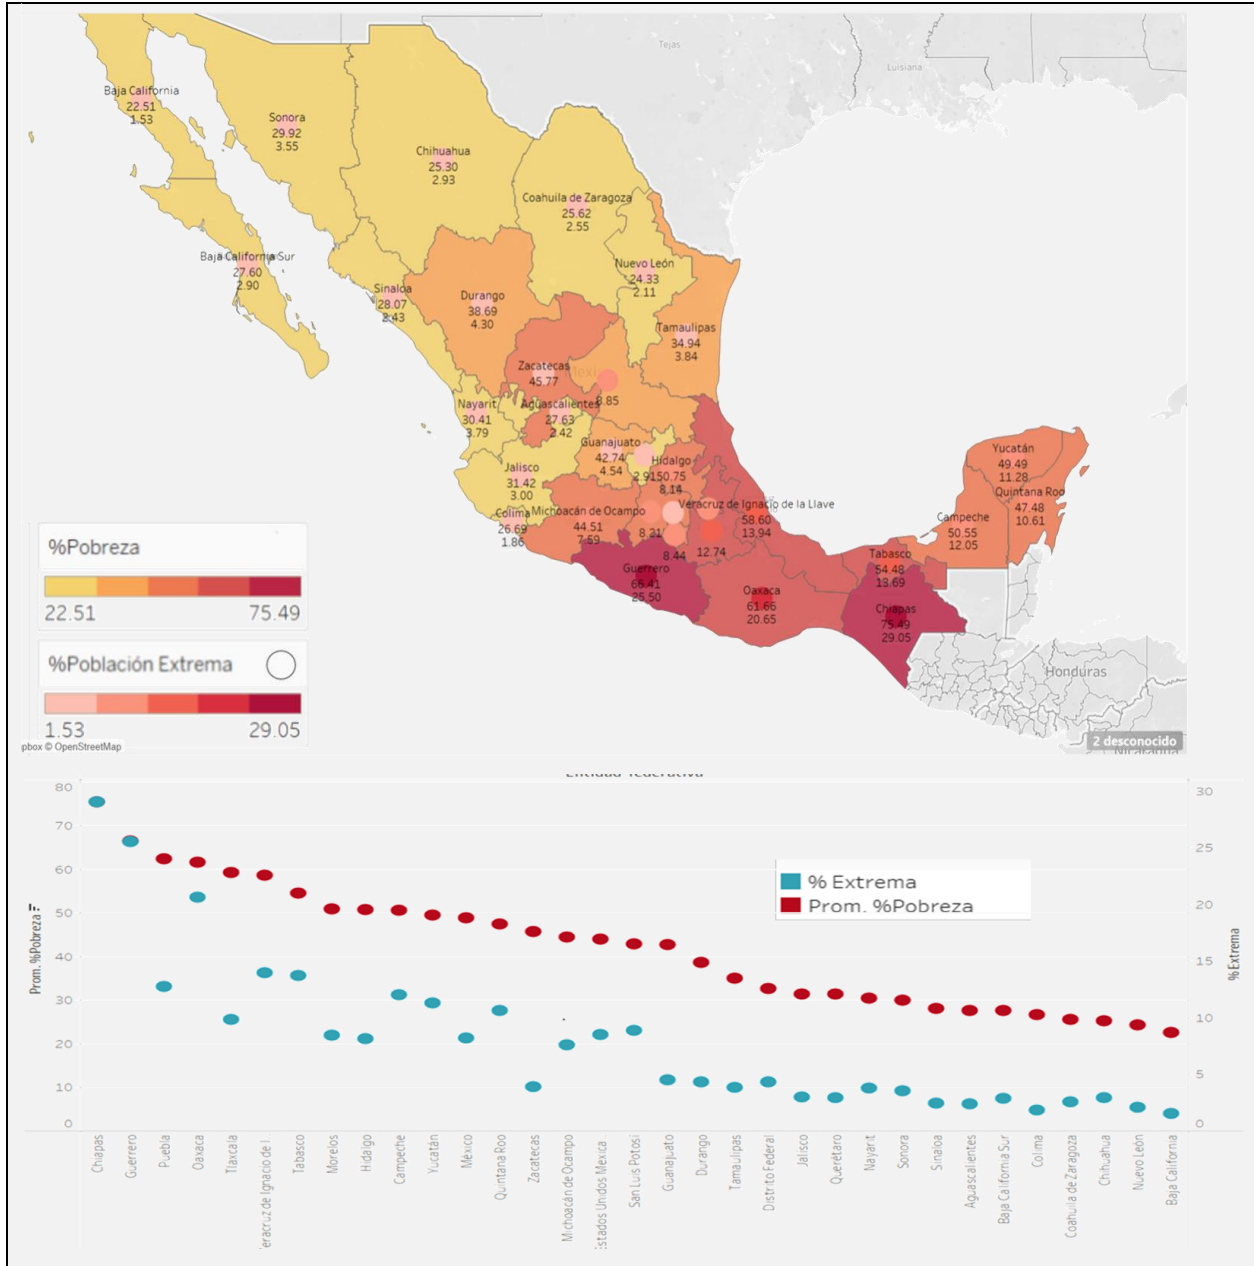 Tejas
Luisiana
Baja California
22.51
1.53
Sonora
29.92
3.55
Chihuahua
25.30
2.93
Coahuila de Zaragoza
25.62
2.55
Baja California Sur
27.60
2.90
Nuevo León
24.33
2.11
Sinaloa
28.07
2.43
Durango
38.69
4.30
Tamaulipas
34.94
3.84
Zacatecas
45.77
8.85
Nayarit
30.41
3.79
Aguascalientes
27.63
2.42
Guanajuato
42.74
4.54
Hidalgo
2.91 50.75
8.14
Yucatán
49.49
11.28
Jalisco
31.42
3.00
Quintana Roo
47.48
10.61
Colima
26.69
1.86
Michoacán de Ocampo
44.51
7.59
8.21
Veracruz de Ignacio de la Llave
58.60
13.94
Campeche
50.55
12.05
8.44
12.74
Tabasco
54.48
13.69
Guerrero
66.41
25.50
Oaxaca
61.66
20.65
Chiapas
75.49
29.05
Honduras
%Pobreza
22.51 75.49
%Población Extrema
1.53 29.05
pbox © OpenStreetMap
2 desconocido
Nicaragua
Entidad federativa
80
70
60
50
40
30
20
10
0
Prom. %Pobreza
30
25
20
15
10
5
0
%Extrema
% Extrema
Prom. %Pobreza
Chiapas
Guerrero
Puebla
Oaxaca
Tlaxcala
eracruz de Ignacio de l
Tabasco
Morelos
Hidalgo
Campeche
Yucatán
México
Quintana Roo
Zacatecas
Michoacán de Ocampo
Estados Unidos Mexica
San Luis Potosí
Guanajuato
Durango
Tamaulipas
Distrito Federal
Jalisco
Querétaro
Nayarit
Sonora
Sinaloa
Aguascalientes
Baja California Sur
Colima
Coahuila de Zaragoza
Chihuahua
Nuevo León
Baja California